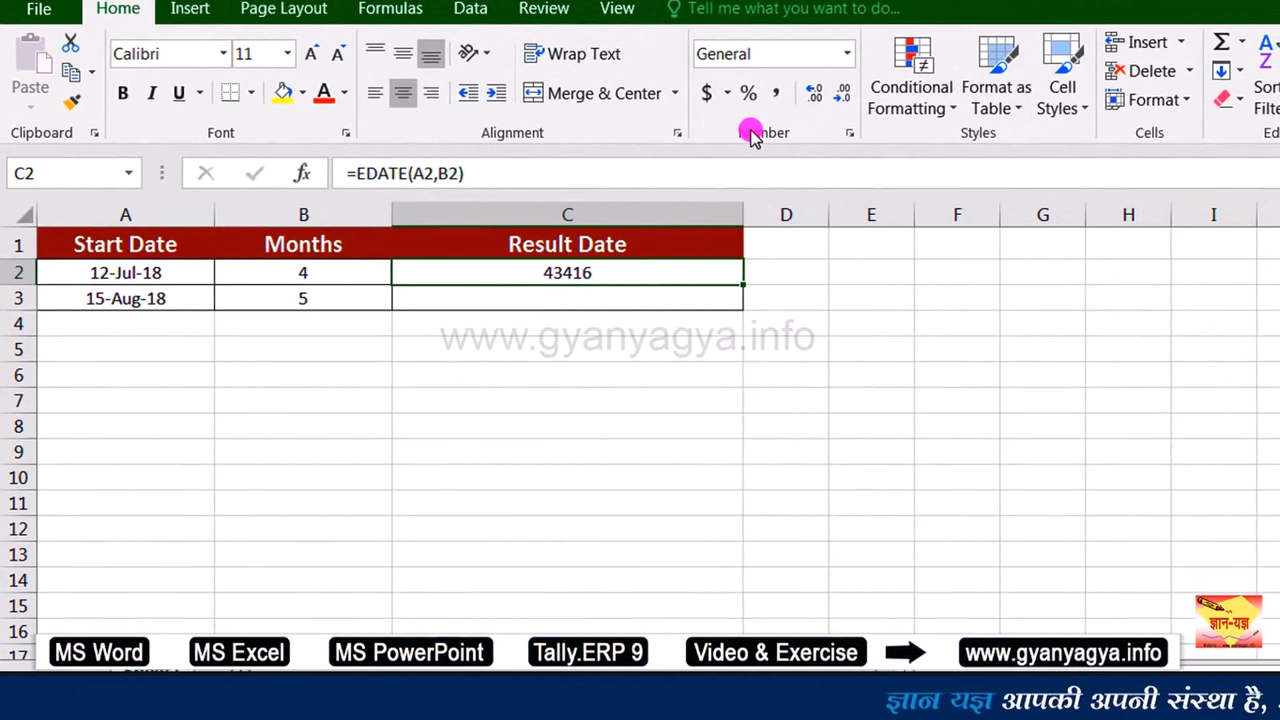 File Home Insert Page Layout Formulas Data Review View Tell me what you want to do...
Calibri 11 Wrap Text General Insert Σ
Paste Conditional Format as Cell Delete
B I U Merge & Center $ % , Formatting Table Styles Format
Clipboard Font Alignment Styles Cells
C2 =EDATE(A2,B2)
A B C D E F G H I
1 Start Date Months Result Date
2 12-Jul-18 4 43416
3 15-Aug-18 5
4
www.gyanyagya.info
5
6
7
8
9
10
11
12
13
14
15
16
17
ज्ञान-यज्ञ
MS Word MS Excel MS PowerPoint Tally.ERP 9 Video & Exercise www.gyanyagya.info
ज्ञान यज्ञ आपकी अपनी संस्था है,